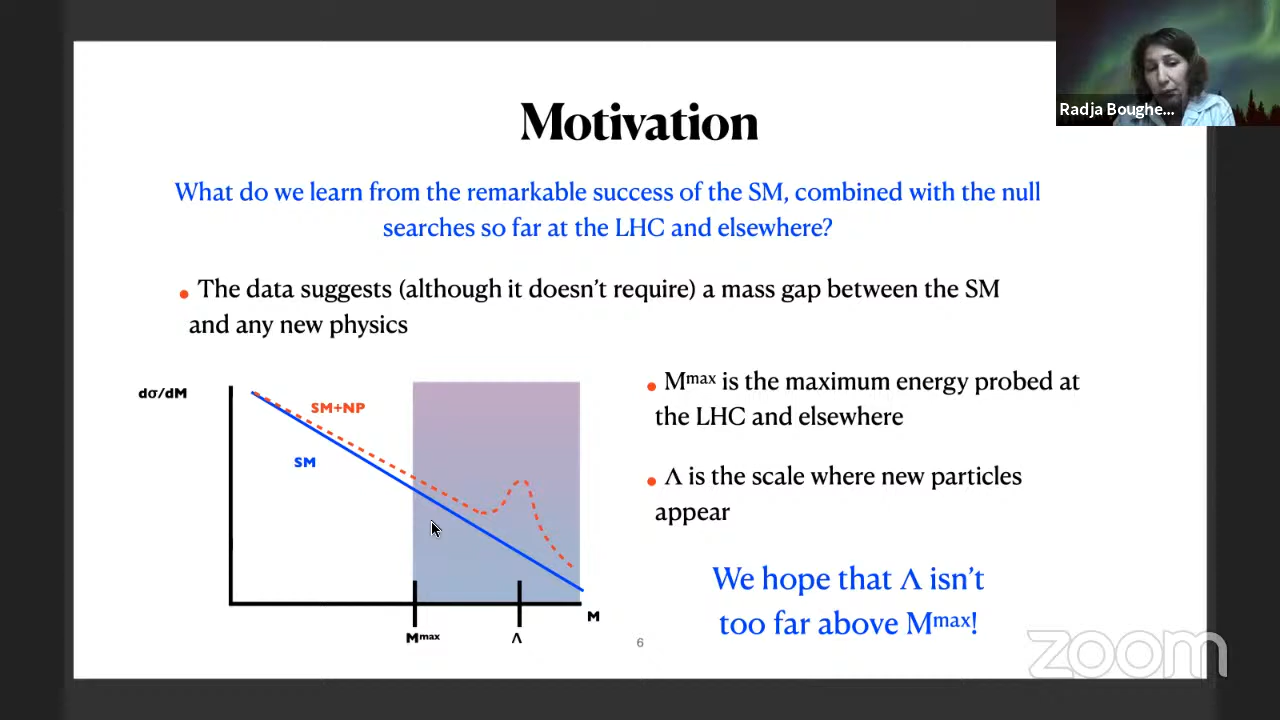 Motivation
Radja Boughe...
What do we learn from the remarkable success of the SM, combined with the null
searches so far at the LHC and elsewhere?
• The data suggests (although it doesn't require) a mass gap between the SM
and any new physics
dσ/dM
SM+NP
SM
M
Mmax
Λ
• Mmax is the maximum energy probed at
the LHC and elsewhere
• Λ is the scale where new particles
appear
We hope that Λ isn't
too far above Mmax!
6
zoom